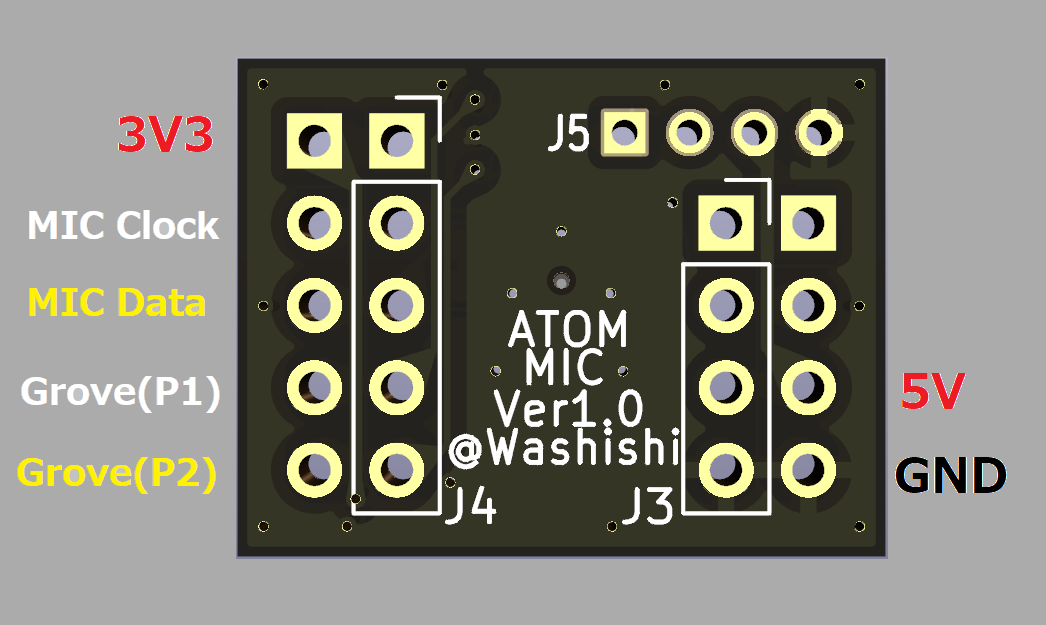 3V3
J5
MIC Clock
MIC Data
ATOM
MIC
Grove(P1)
5V
Ver1.0
@Washishi
Grove(P2)
GND
J4
J3